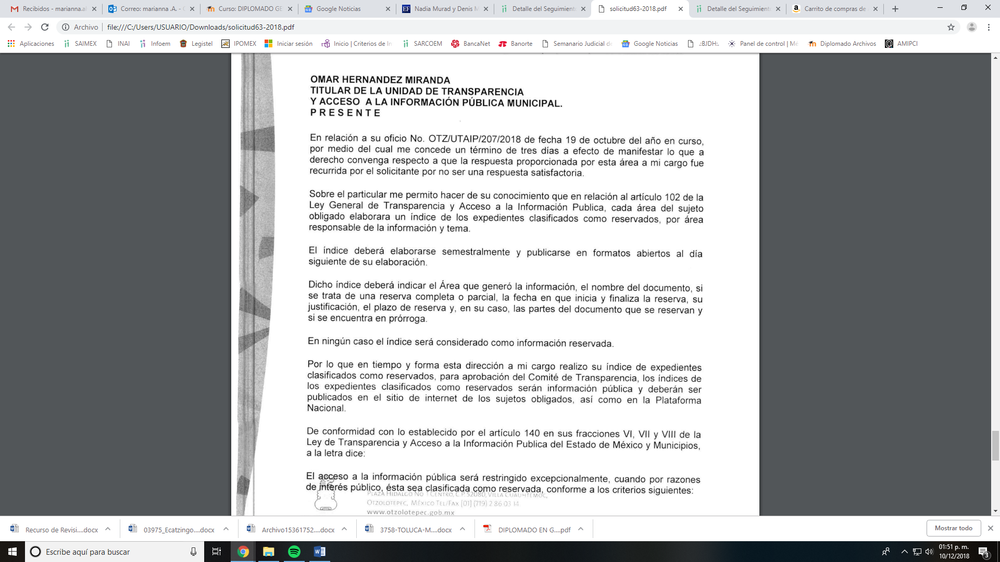 Recibidos - marianna.al
Correo: marianna .A. - O
Curso: DIPLOMADO GE
Google Noticias
Nadia Murad y Denis M
Detalle del Seguimient
solicitud63-2018.pdf
Detalle del Seguimient
Carrito de compras de
Archivo
file:///C:/Users/USUARIO/Downloads/solicitud63-2018.pdf
Aplicaciones
SAIMEX
INAI
Infoem
Legistel
IPOMEX
Iniciar sesión
Inicio | Criterios de In
SARCOEM
BancaNet
Banorte
Semanario Judicial de
Google Noticias
.:BJDH:.
Panel de control | Mé
Diplomado Archivos
AMIPCI
OMAR HERNANDEZ MIRANDA
TITULAR DE LA UNIDAD DE TRANSPARENCIA
Y ACCESO A LA INFORMACIÓN PÚBLICA MUNICIPAL.
P R E S E N T E
En relación a su oficio No. OTZ/UTAIP/207/2018 de fecha 19 de octubre del año en curso,
por medio del cual me concede un término de tres días a efecto de manifestar lo que a
derecho convenga respecto a que la respuesta proporcionada por esta área a mi cargo fue
recurrida por el solicitante por no ser una respuesta satisfactoria.
Sobre el particular me permito hacer de su conocimiento que en relación al artículo 102 de la
Ley General de Transparencia y Acceso a la Información Publica, cada área del sujeto
obligado elaborara un índice de los expedientes clasificados como reservados, por área
responsable de la información y tema.
El índice deberá elaborarse semestralmente y publicarse en formatos abiertos al día
siguiente de su elaboración.
Dicho índice deberá indicar el Área que generó la información, el nombre del documento, si
se trata de una reserva completa o parcial, la fecha en que inicia y finaliza la reserva, su
justificación, el plazo de reserva y, en su caso, las partes del documento que se reservan y
si se encuentra en prórroga.
En ningún caso el índice será considerado como información reservada.
Por lo que en tiempo y forma esta dirección a mi cargo realizo su índice de expedientes
clasificados como reservados, para aprobación del Comité de Transparencia, los índices de
los expedientes clasificados como reservados serán información pública y deberán ser
publicados en el sitio de internet de los sujetos obligados, así como en la Plataforma
Nacional.
De conformidad con lo establecido por el artículo 140 en sus fracciones VI, VII y VIII de la
Ley de Transparencia y Acceso a la Información Publica del Estado de México y Municipios,
a la letra dice:
El acceso a la información pública será restringido excepcionalmente, cuando por razones
de interés público, ésta sea clasificada como reservada, conforme a los criterios siguientes:
PLAZA HIDALGO No 1 CENTRO, C.P. 52080, VILLA CUAUHTÉMOC,
OTZOLOTEPEC, MÉXICO TEL/FAX [01] (719) 2 86 03 14
www.otzolotepec.gob.mx
Recurso de Revisi....docx
03975_Ecatzingo....docx
Archivo15361752....docx
3758-TOLUCA-M....docx
DIPLOMADO EN G....pdf
Mostrar todo
Escribe aquí para buscar
01:51 p. m.
10/12/2018
3